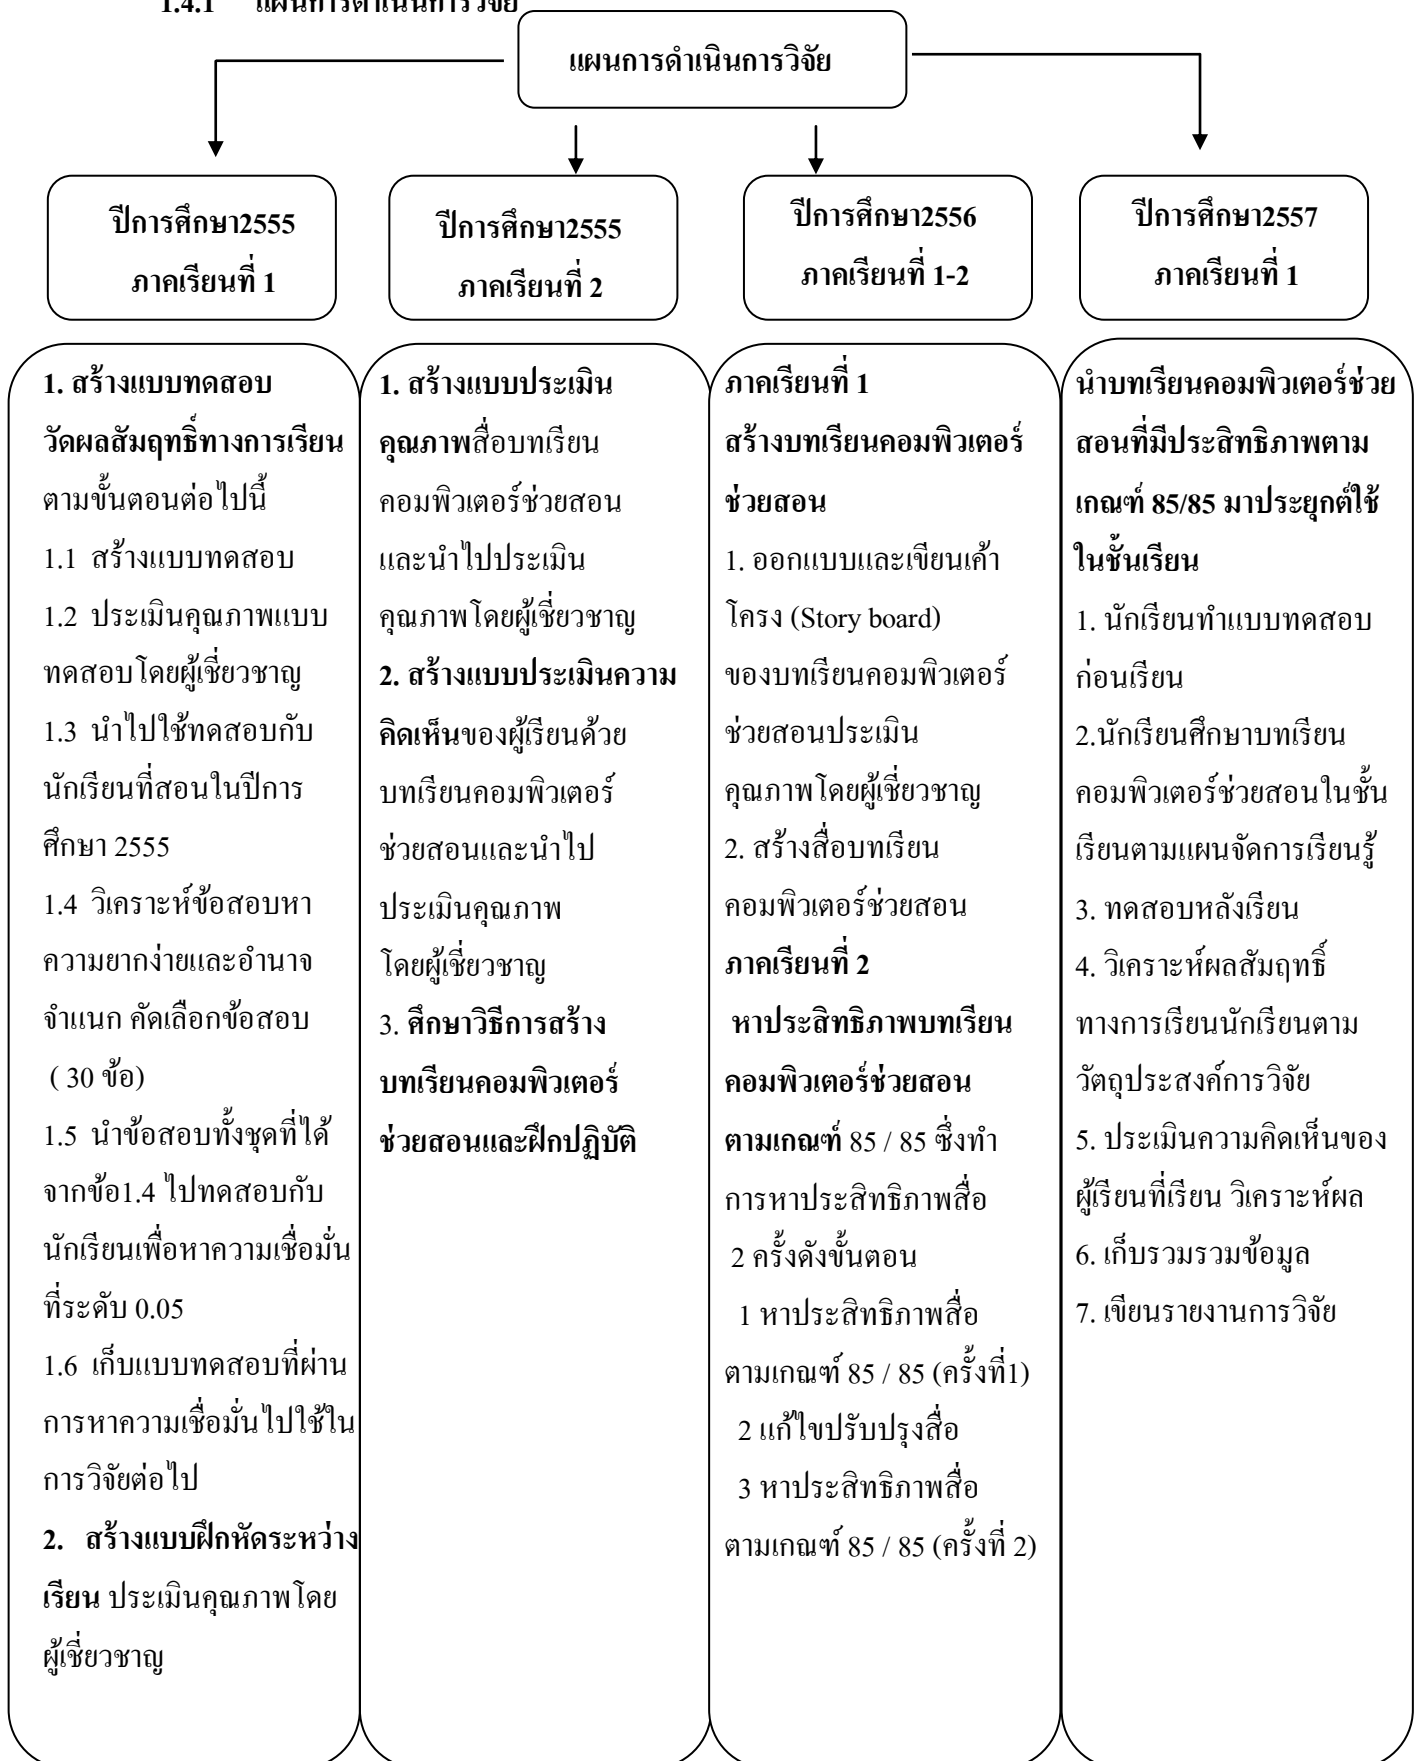 1.4.1 แผนการดำเนินการวิจัย
แผนการดำเนินการวิจัย
ปีการศึกษา2555
ภาคเรียนที่ 1
ปีการศึกษา2555
ภาคเรียนที่ 2
ปีการศึกษา2556
ภาคเรียนที่ 1-2
ปีการศึกษา2557
ภาคเรียนที่ 1
1. สร้างแบบทดสอบ
วัดผลสัมฤทธิ์ทางการเรียน
ตามขั้นตอนต่อไปนี้
1.1 สร้างแบบทดสอบ
1.2 ประเมินคุณภาพแบบ
ทดสอบโดยผู้เชี่ยวชาญ
1.3 นำไปใช้ทดสอบกับ
นักเรียนที่สอนในปีการ
ศึกษา 2555
1.4 วิเคราะห์ข้อสอบหา
ความยากง่ายและอำนาจ
จำแนก คัดเลือกข้อสอบ
( 30 ข้อ)
1.5 นำข้อสอบทั้งชุดที่ได้
จากข้อ1.4 ไปทดสอบกับ
นักเรียนเพื่อหาความเชื่อมั่น
ที่ระดับ 0.05
1.6 เก็บแบบทดสอบที่ผ่าน
การหาความเชื่อมั่นไปใช้ใน
การวิจัยต่อไป
2. สร้างแบบฝึกหัดระหว่าง
เรียน ประเมินคุณภาพโดย
ผู้เชี่ยวชาญ
1. สร้างแบบประเมิน
คุณภาพสื่อบทเรียน
คอมพิวเตอร์ช่วยสอน
และนำไปประเมิน
คุณภาพโดยผู้เชี่ยวชาญ
2. สร้างแบบประเมินความ
คิดเห็นของผู้เรียนด้วย
บทเรียนคอมพิวเตอร์
ช่วยสอนและนำไป
ประเมินคุณภาพ
โดยผู้เชี่ยวชาญ
3. ศึกษาวิธีการสร้าง
บทเรียนคอมพิวเตอร์
ช่วยสอนและฝึกปฏิบัติ
ภาคเรียนที่ 1
สร้างบทเรียนคอมพิวเตอร์
ช่วยสอน
1. ออกแบบและเขียนเค้า
โครง (Story board)
ของบทเรียนคอมพิวเตอร์
ช่วยสอนประเมิน
คุณภาพโดยผู้เชี่ยวชาญ
2. สร้างสื่อบทเรียน
คอมพิวเตอร์ช่วยสอน
ภาคเรียนที่ 2
หาประสิทธิภาพบทเรียน
คอมพิวเตอร์ช่วยสอน
ตามเกณฑ์ 85 / 85 ซึ่งทำ
การหาประสิทธิภาพสื่อ
2 ครั้งดังขั้นตอน
1 หาประสิทธิภาพสื่อ
ตามเกณฑ์ 85 / 85 (ครั้งที่1)
2 แก้ไขปรับปรุงสื่อ
3 หาประสิทธิภาพสื่อ
ตามเกณฑ์ 85 / 85 (ครั้งที่ 2)
นำบทเรียนคอมพิวเตอร์ช่วย
สอนที่มีประสิทธิภาพตาม
เกณฑ์ 85/85 มาประยุกต์ใช้
ในชั้นเรียน
1. นักเรียนทำแบบทดสอบ
ก่อนเรียน
2.นักเรียนศึกษาบทเรียน
คอมพิวเตอร์ช่วยสอนในชั้น
เรียนตามแผนจัดการเรียนรู้
3. ทดสอบหลังเรียน
4. วิเคราะห์ผลสัมฤทธิ์
ทางการเรียนนักเรียนตาม
วัตถุประสงค์การวิจัย
5. ประเมินความคิดเห็นของ
ผู้เรียนที่เรียน วิเคราะห์ผล
6. เก็บรวมรวมข้อมูล
7. เขียนรายงานการวิจัย